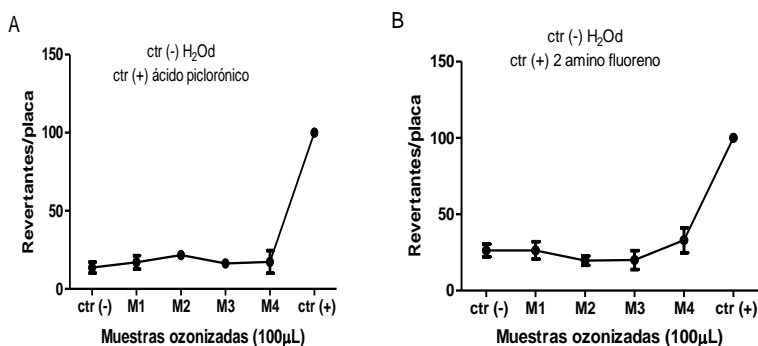 A
ctr (-) H₂Od
ctr (+) ácido piclorónico
Revertantes/placa
150
100
50
0
ctr (-) M1 M2 M3 M4 ctr (+)
Muestras ozonizadas (100μL)
B
ctr (-) H₂Od
ctr (+) 2 amino fluoreno
Revertantes/placa
150
100
50
0
ctr (-) M1 M2 M3 M4 ctr (+)
Muestras ozonizadas (100μL)